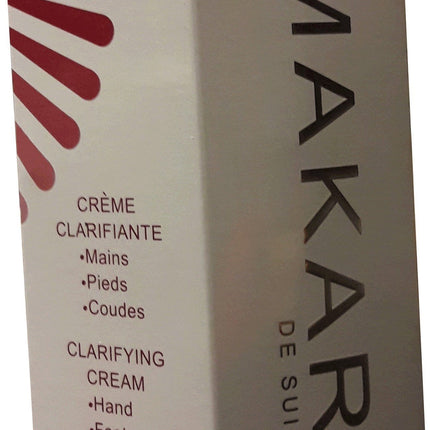 CRÈME
CLARIFIANTE
•Mains
•Pieds
•Coudes
CLARIFYING
CREAM
•Hand
MAKAR
DE SUI